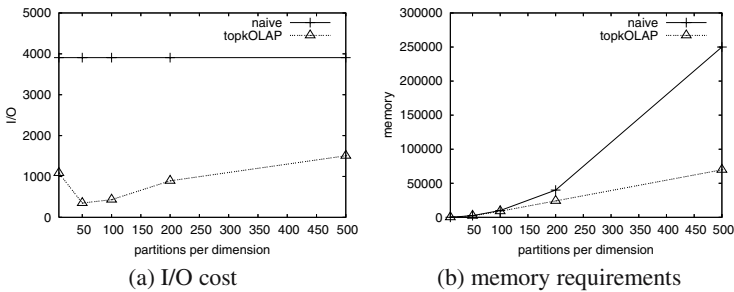 5000
4000
3000
2000
1000
0
I/O
naive
topkOLAP
50 100 150 200 250 300 350 400 450 500
partitions per dimension
(a) I/O cost
300000
250000
200000
150000
100000
50000
0
memory
naive
topkOLAP
50 100 150 200 250 300 350 400 450 500
partitions per dimension
(b) memory requirements